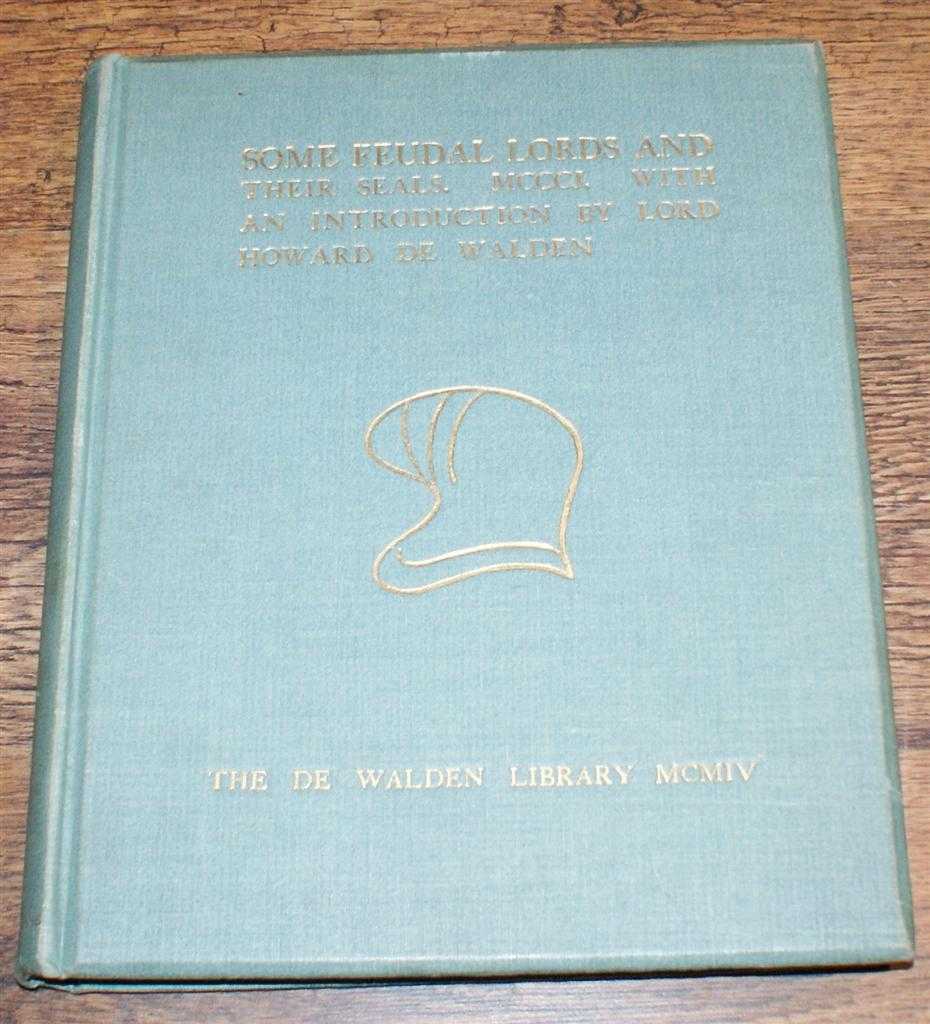 SOME FEUDAL LORDS AND
THEIR SEALS. MCCCI. WITH
AN INTRODUCTION BY LORD
HOWARD DE WALDEN
THE DE WALDEN LIBRARY MCMIV